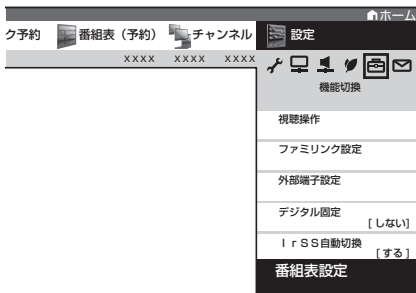 ホーム
ク予約 番組表（予約） チャンネル 設定
xxxx xxxx xxxx
機能切換
視聴操作
ファミリンク設定
外部端子設定
デジタル固定
[しない]
ＩｒＳＳ自動切換
[する]
番組表設定